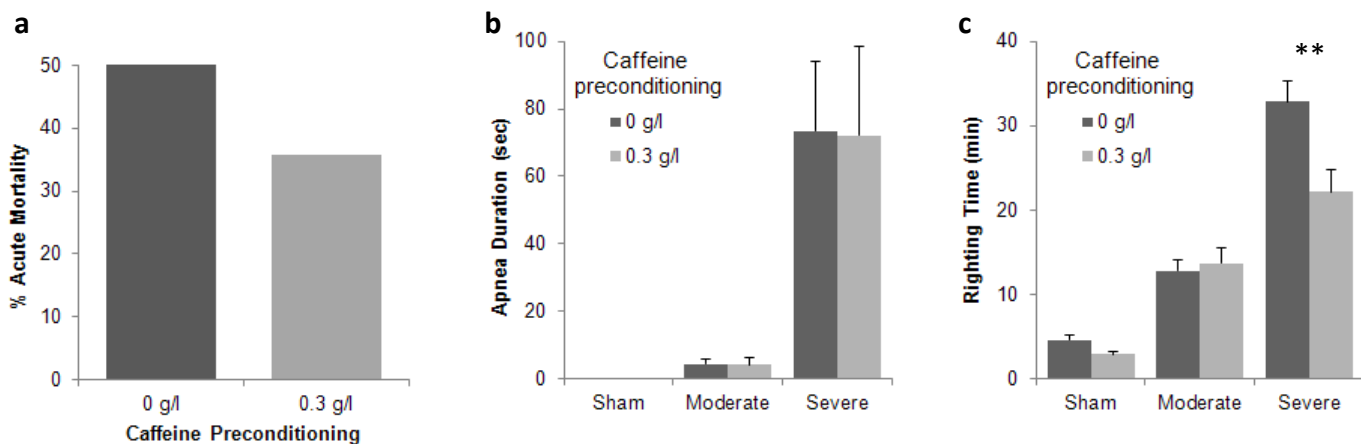 a
% Acute Mortality
50
40
30
20
10
0
0 g/l 0.3 g/l
Caffeine Preconditioning
b
Apnea Duration (sec)
100
80
60
40
20
0
Caffeine
preconditioning
0 g/l
0.3 g/l
Sham Moderate Severe
c
Righting Time (min)
40
30
20
10
0
Caffeine
preconditioning
0 g/l
0.3 g/l
**
Sham Moderate Severe